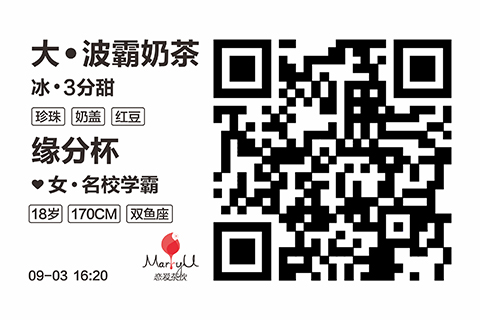 大•波霸奶茶
冰•3分甜
珍珠 奶盖 红豆
缘分杯
♥女•名校学霸
18岁 170CM 双鱼座
MarryU
恋爱茶饮
09-03 16:20